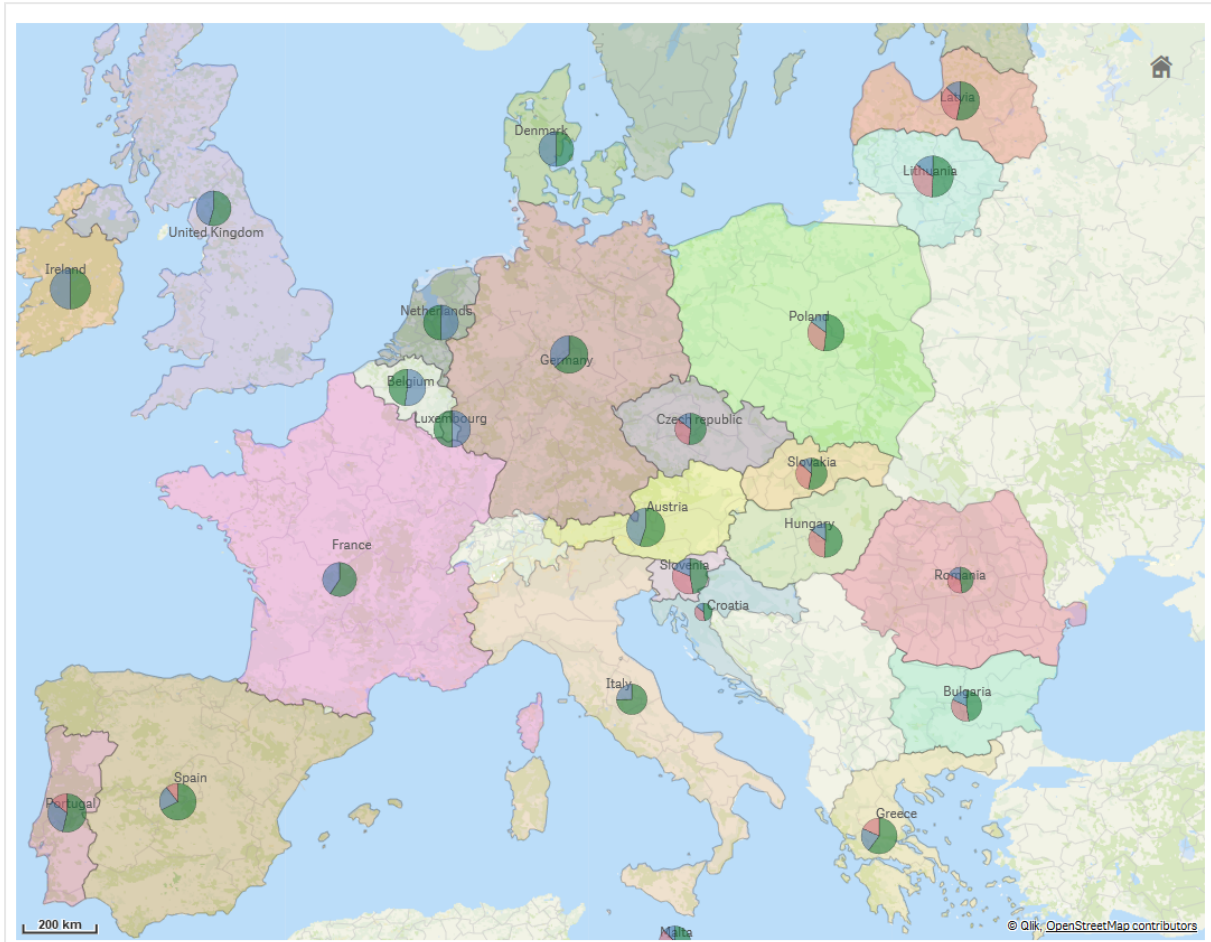 Latvia
Denmark
Lithuania
United Kingdom
Ireland
Netherlands
Poland
Germany
Belgium
Luxembourg
Czech republic
Slovakia
Austria
Hungary
France
Slovenia
Romania
Croatia
Italy
Bulgaria
Spain
Portugal
Greece
200 km
© Qlik, OpenStreetMap contributors
Malta